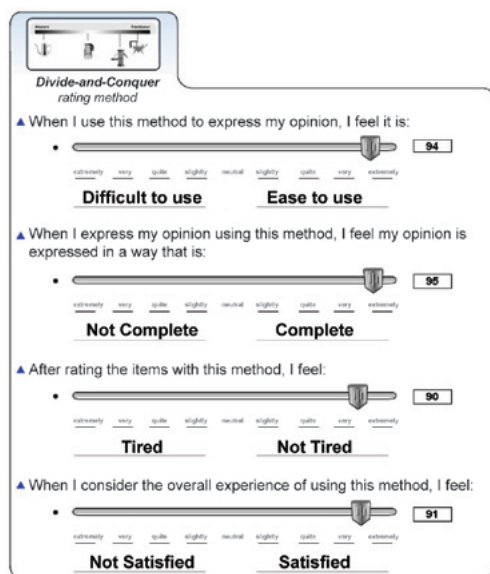 Divide-and-Conquer
rating method
When I use this method to express my opinion, I feel it is:
94
extremely very quite slightly neutral slightly quite very extremely
Difficult to use Ease to use
When I express my opinion using this method, I feel my opinion is
expressed in a way that is:
95
extremely very quite slightly neutral slightly quite very extremely
Not Complete Complete
After rating the items with this method, I feel:
90
extremely very quite slightly neutral slightly quite very extremely
Tired Not Tired
When I consider the overall experience of using this method, I feel:
91
extremely very quite slightly neutral slightly quite very extremely
Not Satisfied Satisfied